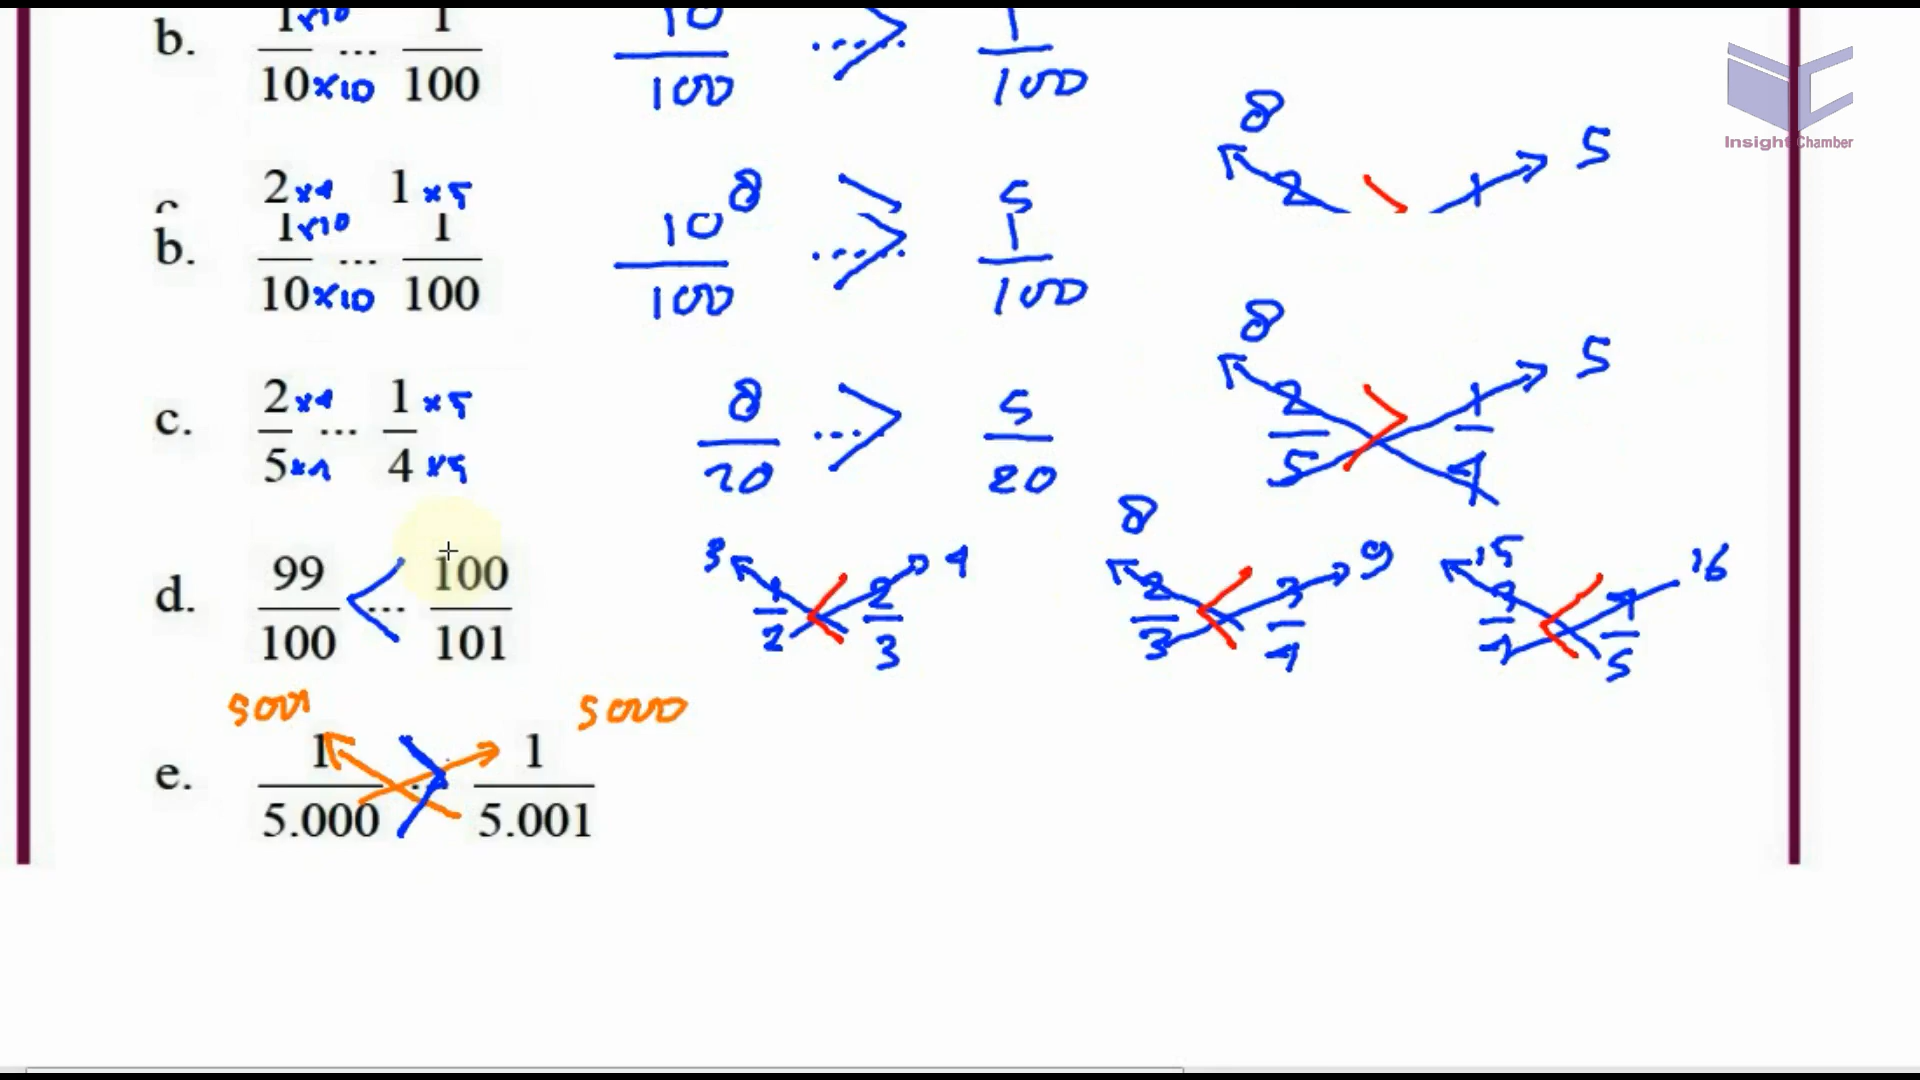 b. 1×10 ... 1 10 > 1
10×10 100 100 100
8 5
2×4 1×5 8 > 5 2 1
b. 1×10 ... 1 10 > 1
10×10 100 100 100
8 5
c. 2×4 ... 1×5 8 > 5 2 > 1
5×4 4×5 20 20 5 4
8
d. 99 < 100 3 4 9 15 16
1 < 2 2 < 3 3 < 4
100 101 2 3 3 4 4 5
5001 5000
e. 1 > 1
5.000 5.001
Insight Chamber